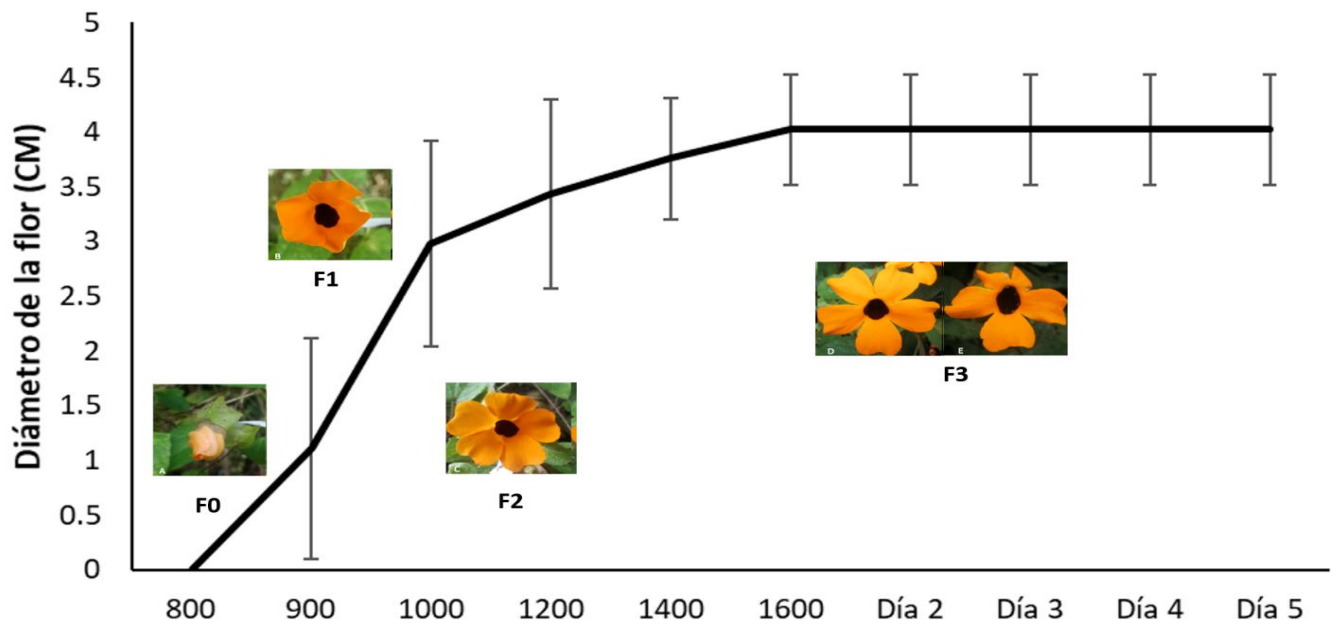 Diámetro de la flor (CM)
5
4.5
4
3.5
3
2.5
2
1.5
1
0.5
0
B
F1
A
F0
C
F2
D
E
F3
800 900 1000 1200 1400 1600 Día 2 Día 3 Día 4 Día 5